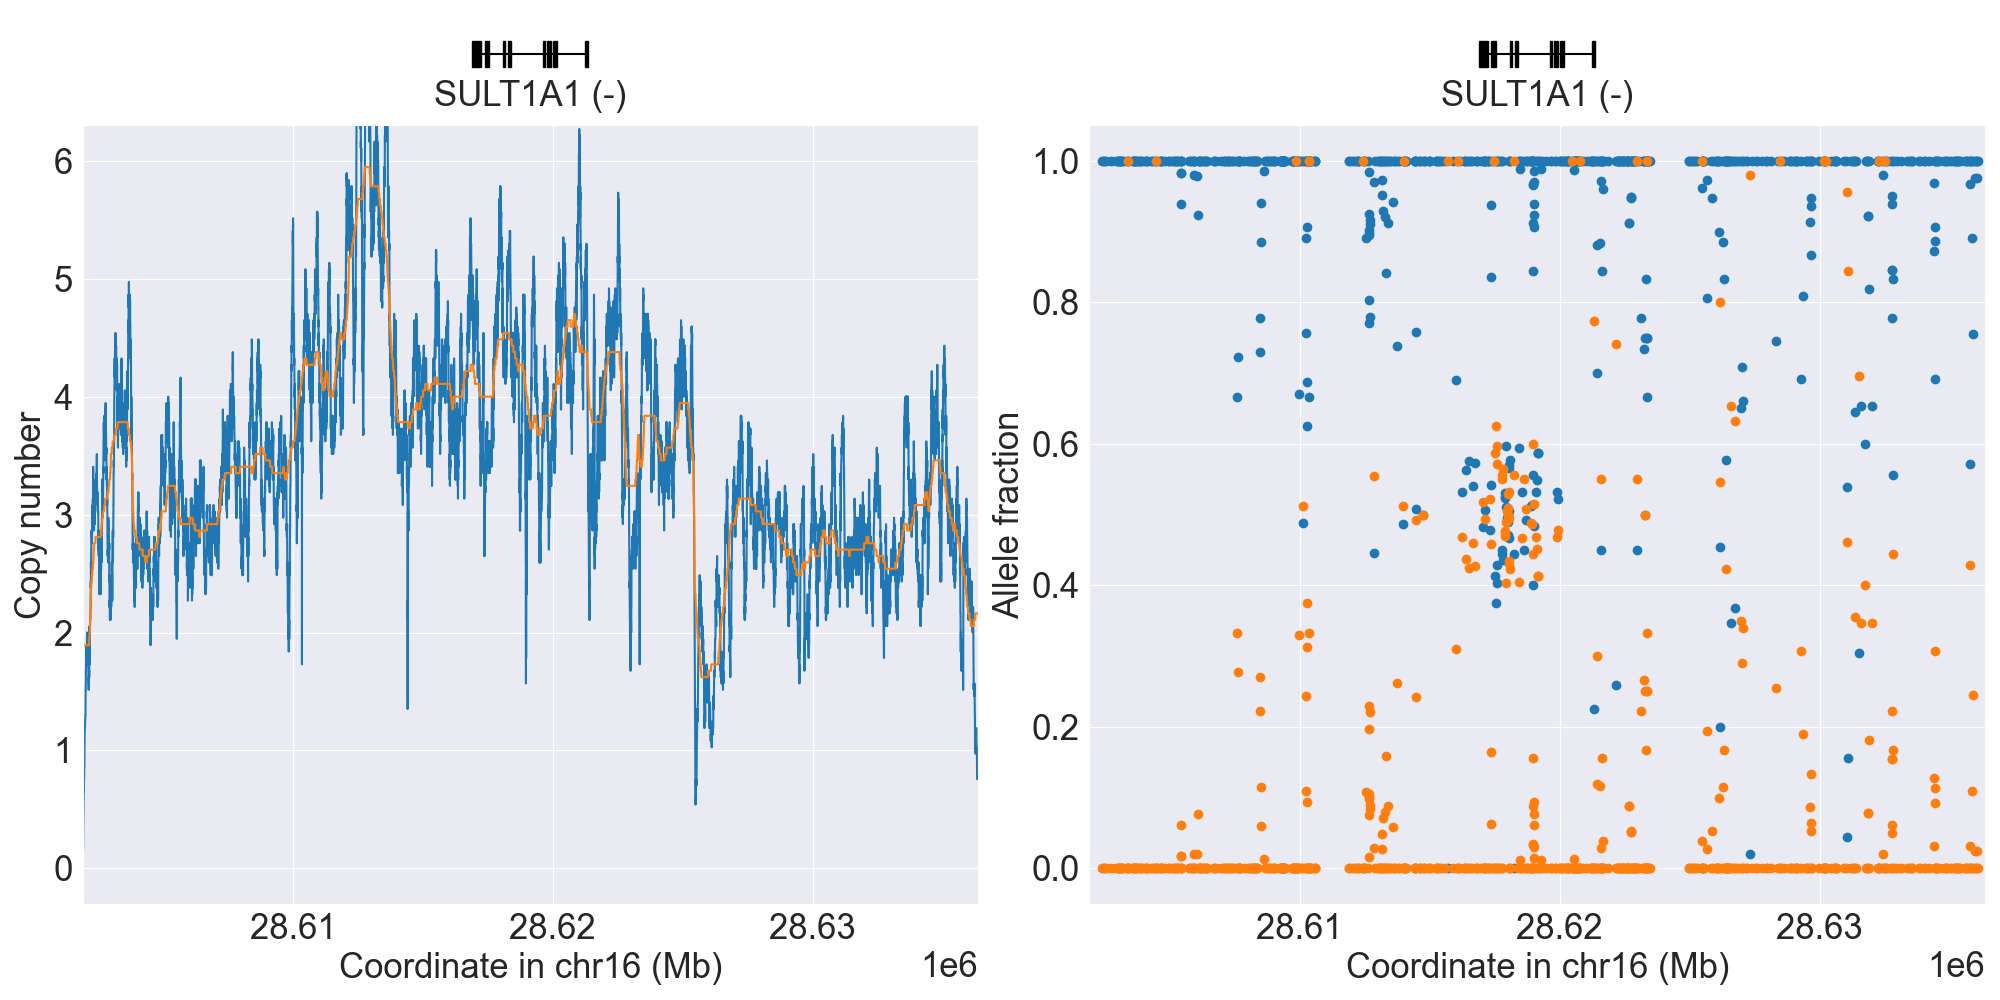 SULT1A1 (-)
6
5
4
3
2
1
0
Copy number
28.61
28.62
28.63
Coordinate in chr16 (Mb)
1e6
SULT1A1 (-)
1.0
0.8
0.6
0.4
0.2
0.0
Allele fraction
28.61
28.62
28.63
Coordinate in chr16 (Mb)
1e6